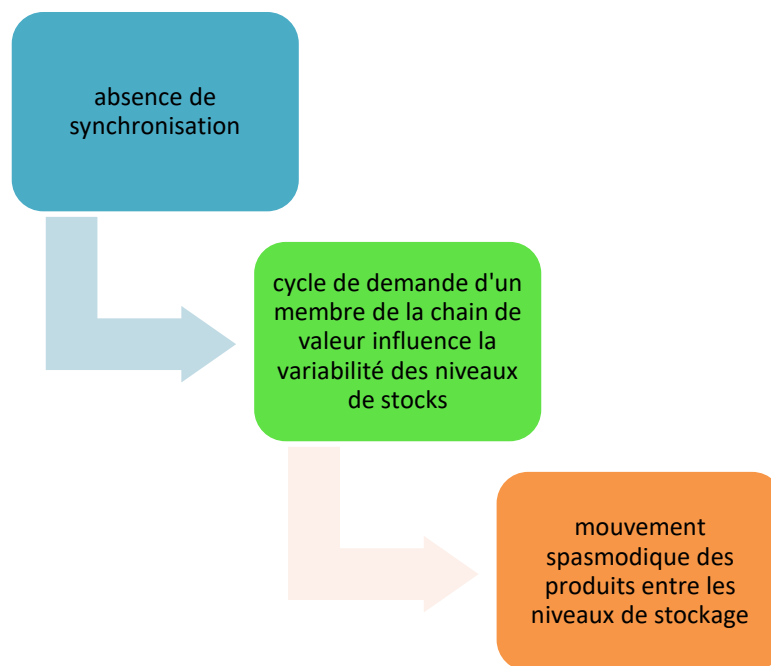 absence de
synchronisation
cycle de demande d'un
membre de la chain de
valeur influence la
variabilité des niveaux
de stocks
mouvement
spasmodique des
produits entre les
niveaux de stockage